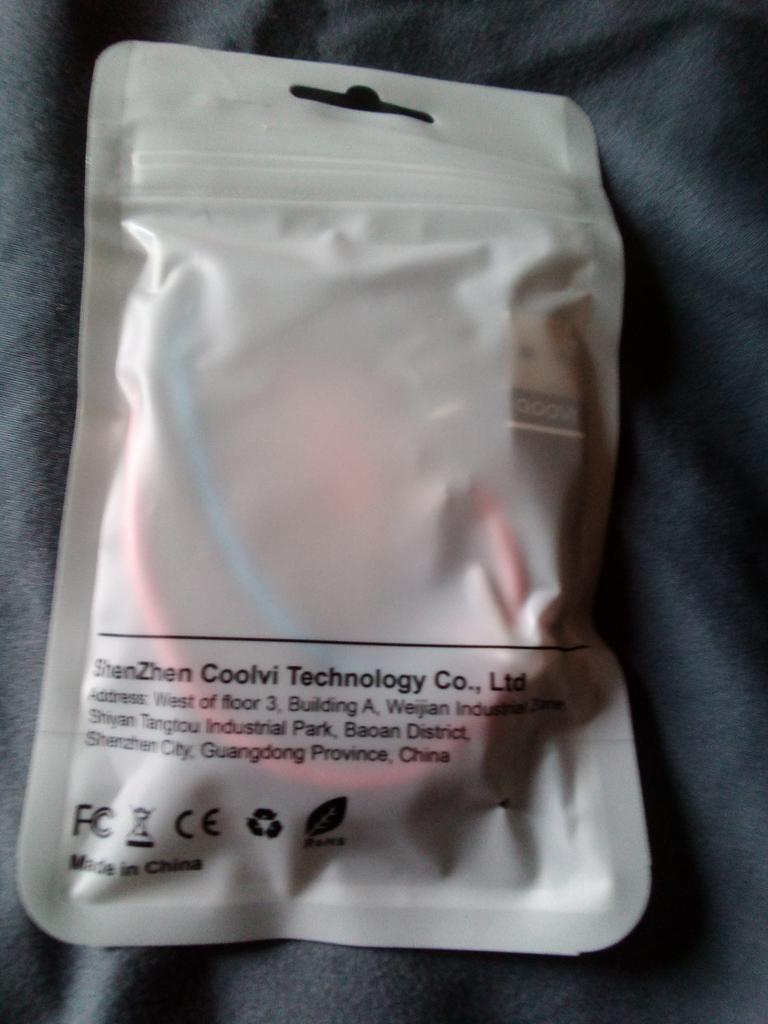 ShenZhen Coolvi Technology Co., Ltd
Address: West of floor 3, Building A, Weijian Industrial Zone,
Shiyan Tangtou Industrial Park, Baoan District,
Shenzhen City, Guangdong Province, China
FC CE
RoHS
Made in China